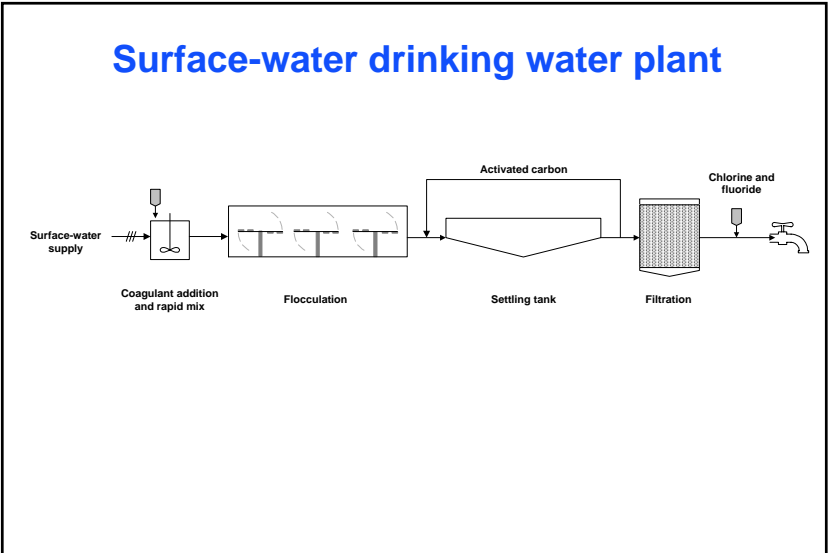 Surface-water drinking water plant
Activated carbon
Chlorine and
fluoride
Surface-water
supply
Coagulant addition
and rapid mix
Flocculation
Settling tank
Filtration